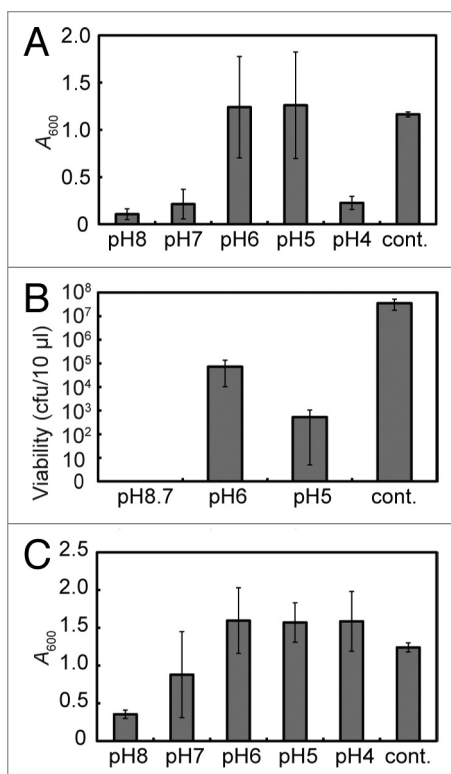 A
2.0
1.5
1.0
0.5
0
A600
pH8 pH7 pH6 pH5 pH4 cont.
B
10⁸
10⁷
10⁶
10⁵
10⁴
10³
10²
10
0
Viability (cfu/10 µl)
pH8.7 pH6 pH5 cont.
C
2.5
2.0
1.5
1.0
0.5
0
A600
pH8 pH7 pH6 pH5 pH4 cont.